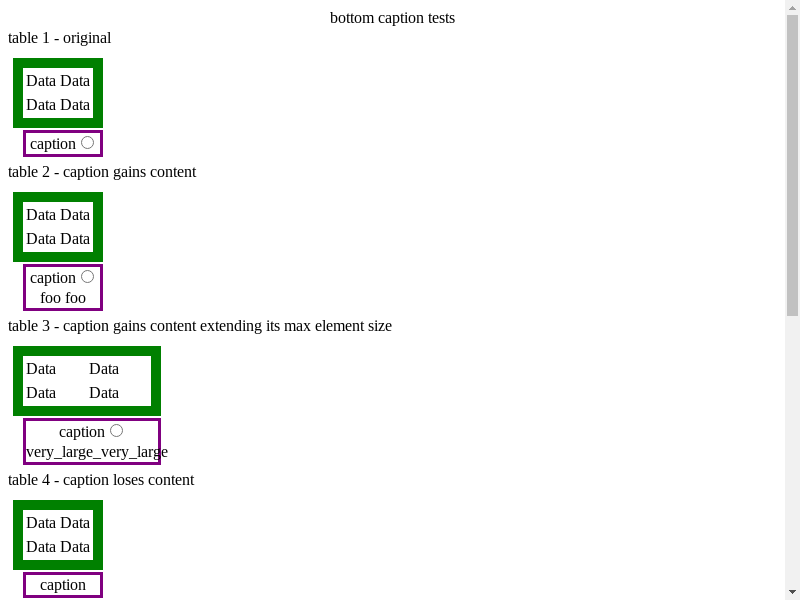 bottom caption tests
table 1 - original
Data Data
Data Data
caption
table 2 - caption gains content
Data Data
Data Data
caption
foo foo
table 3 - caption gains content extending its max element size
Data Data
Data Data
caption
very_large_very_large
table 4 - caption loses content
Data Data
Data Data
caption